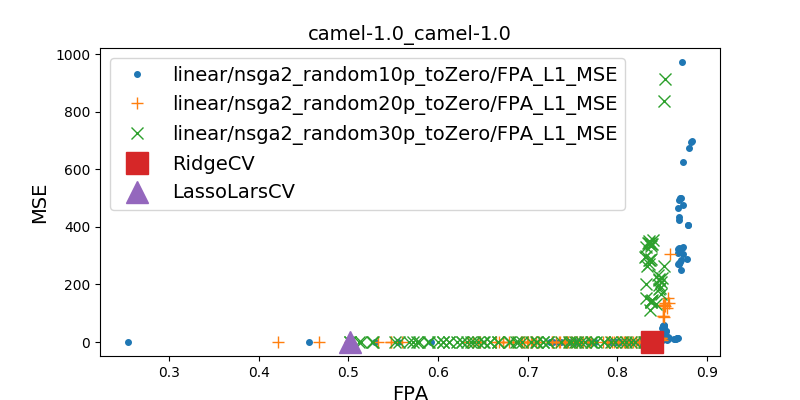 camel-1.0_camel-1.0
1000
800
600
400
200
0
MSE
linear/nsga2_random10p_toZero/FPA_L1_MSE
linear/nsga2_random20p_toZero/FPA_L1_MSE
linear/nsga2_random30p_toZero/FPA_L1_MSE
RidgeCV
LassoLarsCV
0.3 0.4 0.5 0.6 0.7 0.8 0.9
FPA